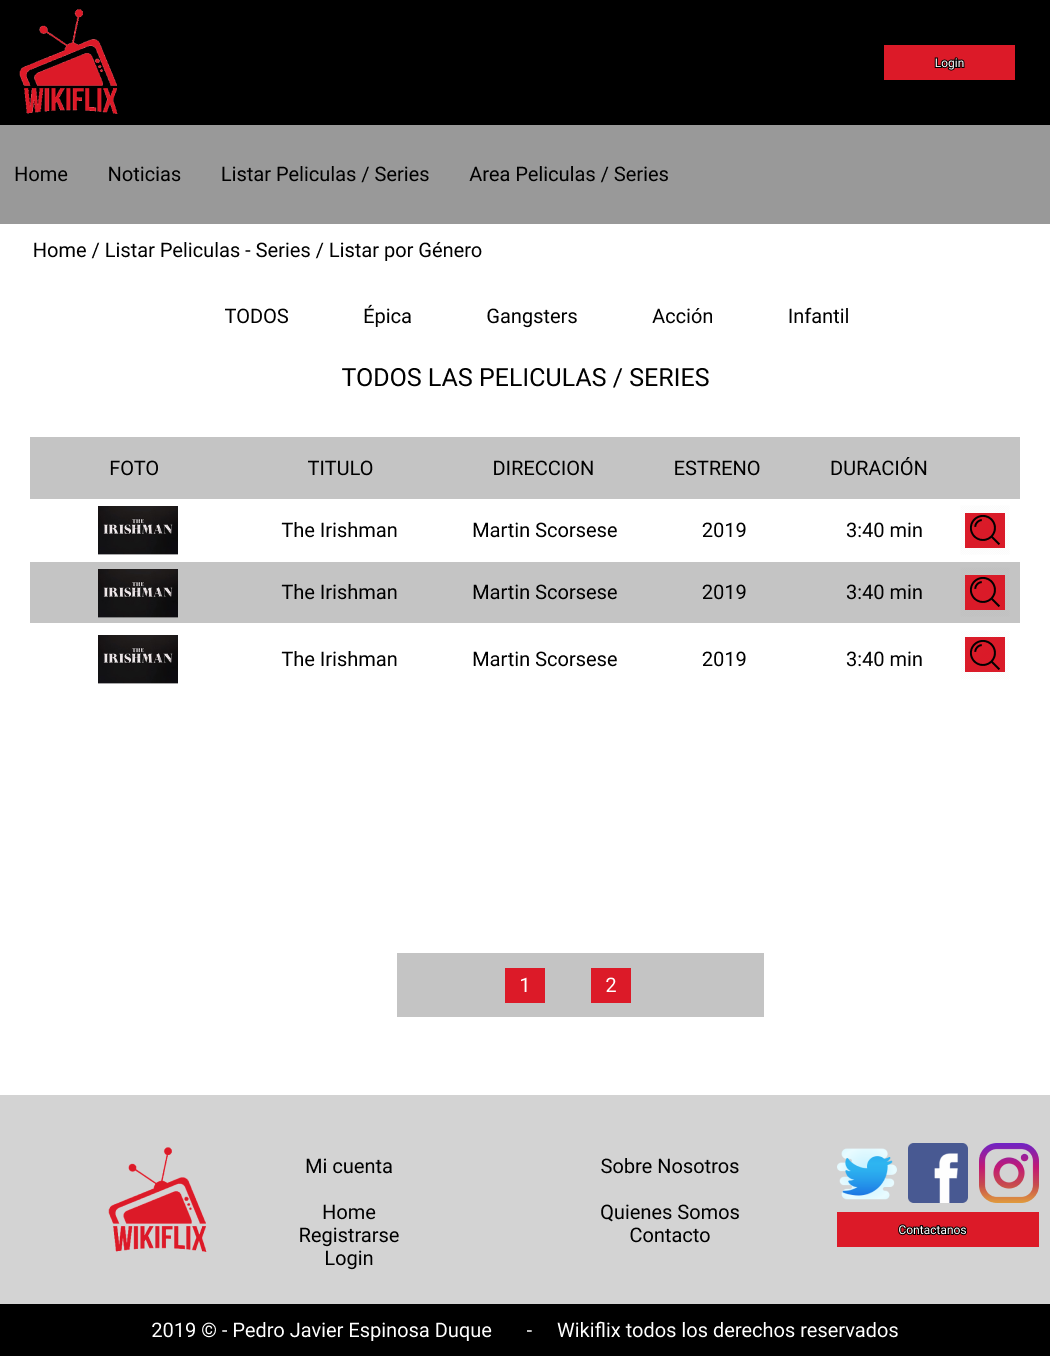 WIKIFLIX
Login
Home Noticias Listar Peliculas / Series Area Peliculas / Series
Home / Listar Peliculas - Series / Listar por Género
TODOS Épica Gangsters Acción Infantil
TODOS LAS PELICULAS / SERIES
FOTO TITULO DIRECCION ESTRENO DURACIÓN
THE
IRISHMAN The Irishman Martin Scorsese 2019 3:40 min
THE
IRISHMAN The Irishman Martin Scorsese 2019 3:40 min
THE
IRISHMAN The Irishman Martin Scorsese 2019 3:40 min
1 2
WIKIFLIX
Mi cuenta
Home
Registrarse
Login
Sobre Nosotros
Quienes Somos
Contacto
Contactanos
2019 © - Pedro Javier Espinosa Duque - Wikiflix todos los derechos reservados